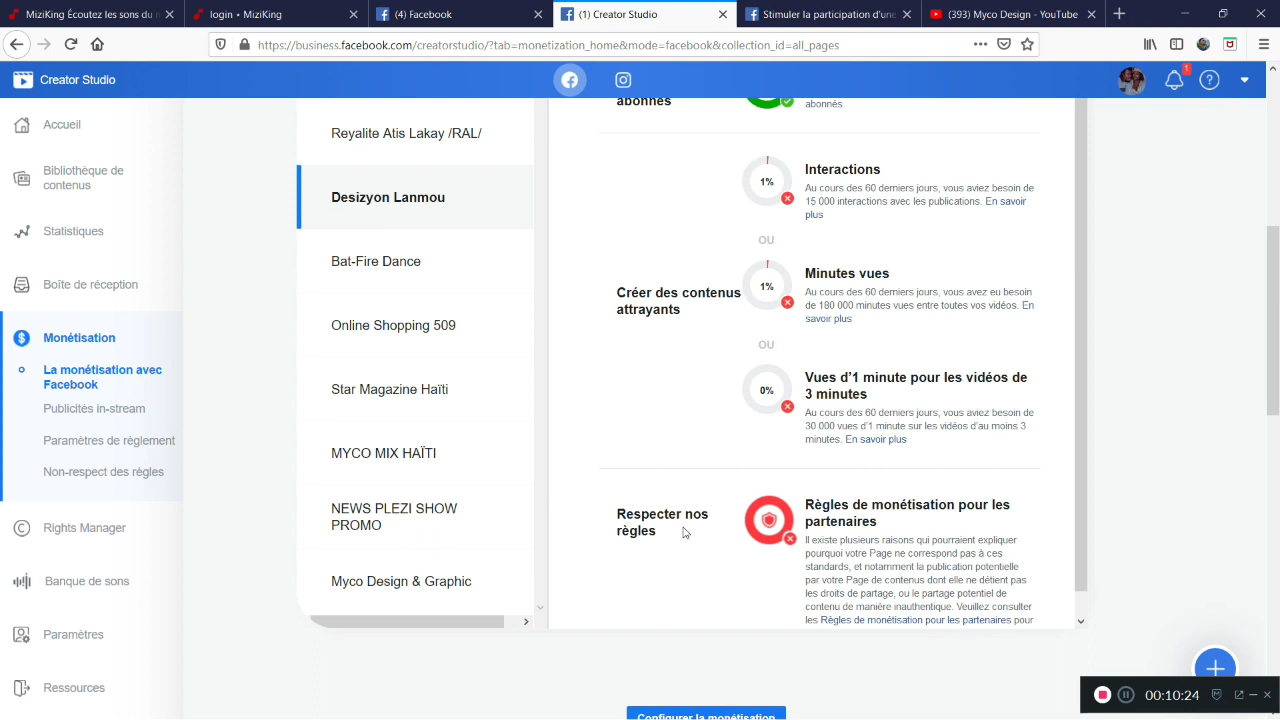 MiziKing Écoutez les sons du
login • MiziKing
(4) Facebook
(1) Creator Studio
Stimuler la participation d'une
(393) Myco Design - YouTube
https://business.facebook.com/creatorstudio/?tab=monetization_home&mode=facebook&collection_id=all_pages
Creator Studio
1
Accueil
Bibliothèque de
contenus
Statistiques
Boîte de réception
Monétisation
La monétisation avec
Facebook
Publicités in-stream
Paramètres de règlement
Non-respect des règles
Rights Manager
Banque de sons
Paramètres
Ressources
Reyalite Atis Lakay /RAL/
Desizyon Lanmou
Bat-Fire Dance
Online Shopping 509
Star Magazine Haïti
MYCO MIX HAÏTI
NEWS PLEZI SHOW
PROMO
Myco Design & Graphic
abonnés
abonnés.
Créer des contenus
attrayants
1%
Interactions
Au cours des 60 derniers jours, vous aviez besoin de
15 000 interactions avec les publications. En savoir
plus
OU
1%
Minutes vues
Au cours des 60 derniers jours, vous avez eu besoin
de 180 000 minutes vues entre toutes vos vidéos. En
savoir plus
OU
0%
Vues d'1 minute pour les vidéos de
3 minutes
Au cours des 60 derniers jours, vous aviez besoin de
30 000 vues d'1 minute sur les vidéos d'au moins 3
minutes. En savoir plus
Respecter nos
règles
Règles de monétisation pour les
partenaires
Il existe plusieurs raisons qui pourraient expliquer
pourquoi votre Page ne correspond pas à ces
standards, et notamment la publication potentielle
par votre Page de contenus dont elle ne détient pas
les droits de partage, ou le partage potentiel de
contenu de manière inauthentique. Veuillez consulter
les Règles de monétisation pour les partenaires pour
Configurer la monétisation
00:10:24